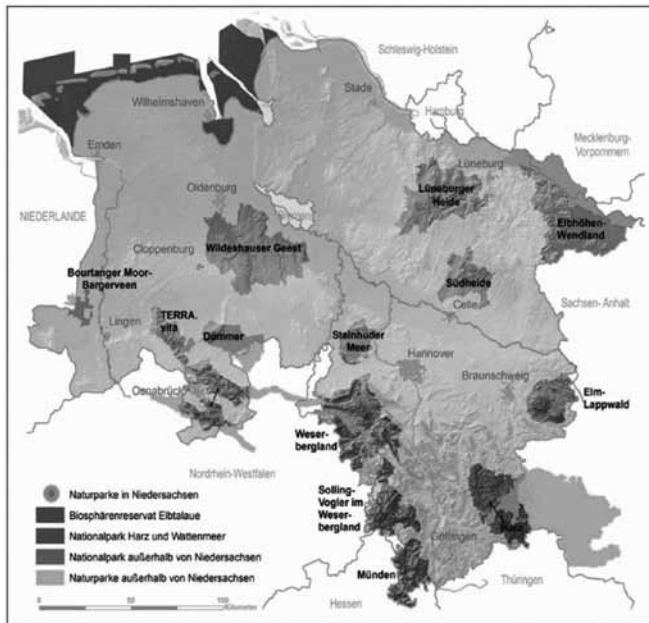 Schleswig-Holstein
Stade
Hamburg
Wilhelmshaven
Mecklenburg-
Vorpommern
Emden
Lüneburg
Oldenburg
Lüneburger
Heide
Bremen
NIEDERLANDE
Elbhöhen-
Wendland
Cloppenburg
Wildeshauser Geest
Bourtanger Moor-
Bargerveen
Südheide
Celle
Sachsen- Anhalt
Lingen
TERRA.
vita
Dümmer
Steinhuder
Meer
Hannover
Braunschweig
Osnabrück
Elm-
Lappwald
Weser-
bergland
Nordrhein-Westfalen
Naturparke in Niedersachsen
Solling-
Vogler im
Weser-
bergland
Biosphärenreservat Elbtalaue
Harz
Nationalpark Harz und Wattenmeer
Göttingen
Nationalpark außerhalb von Niedersachsen
Münden
Thüringen
Naturparke außerhalb von Niedersachsen
Hessen
0 50 100
Kilometer